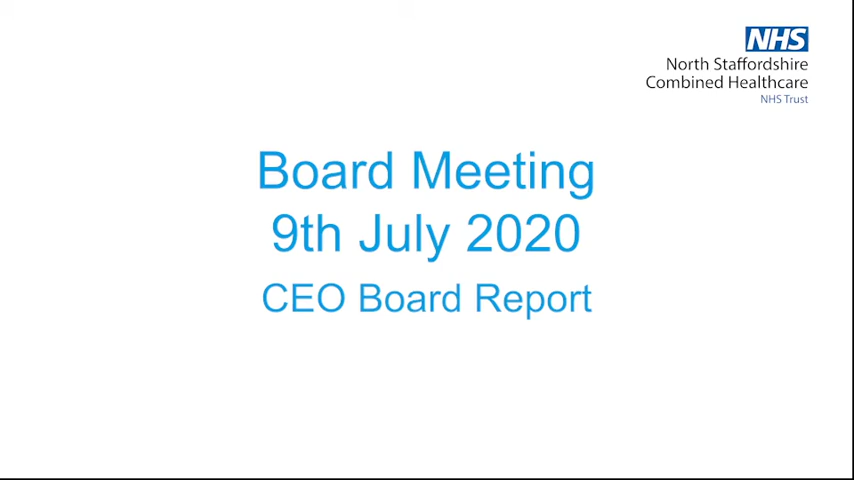 NHS
North Staffordshire
Combined Healthcare
NHS Trust
Board Meeting
9th July 2020
CEO Board Report